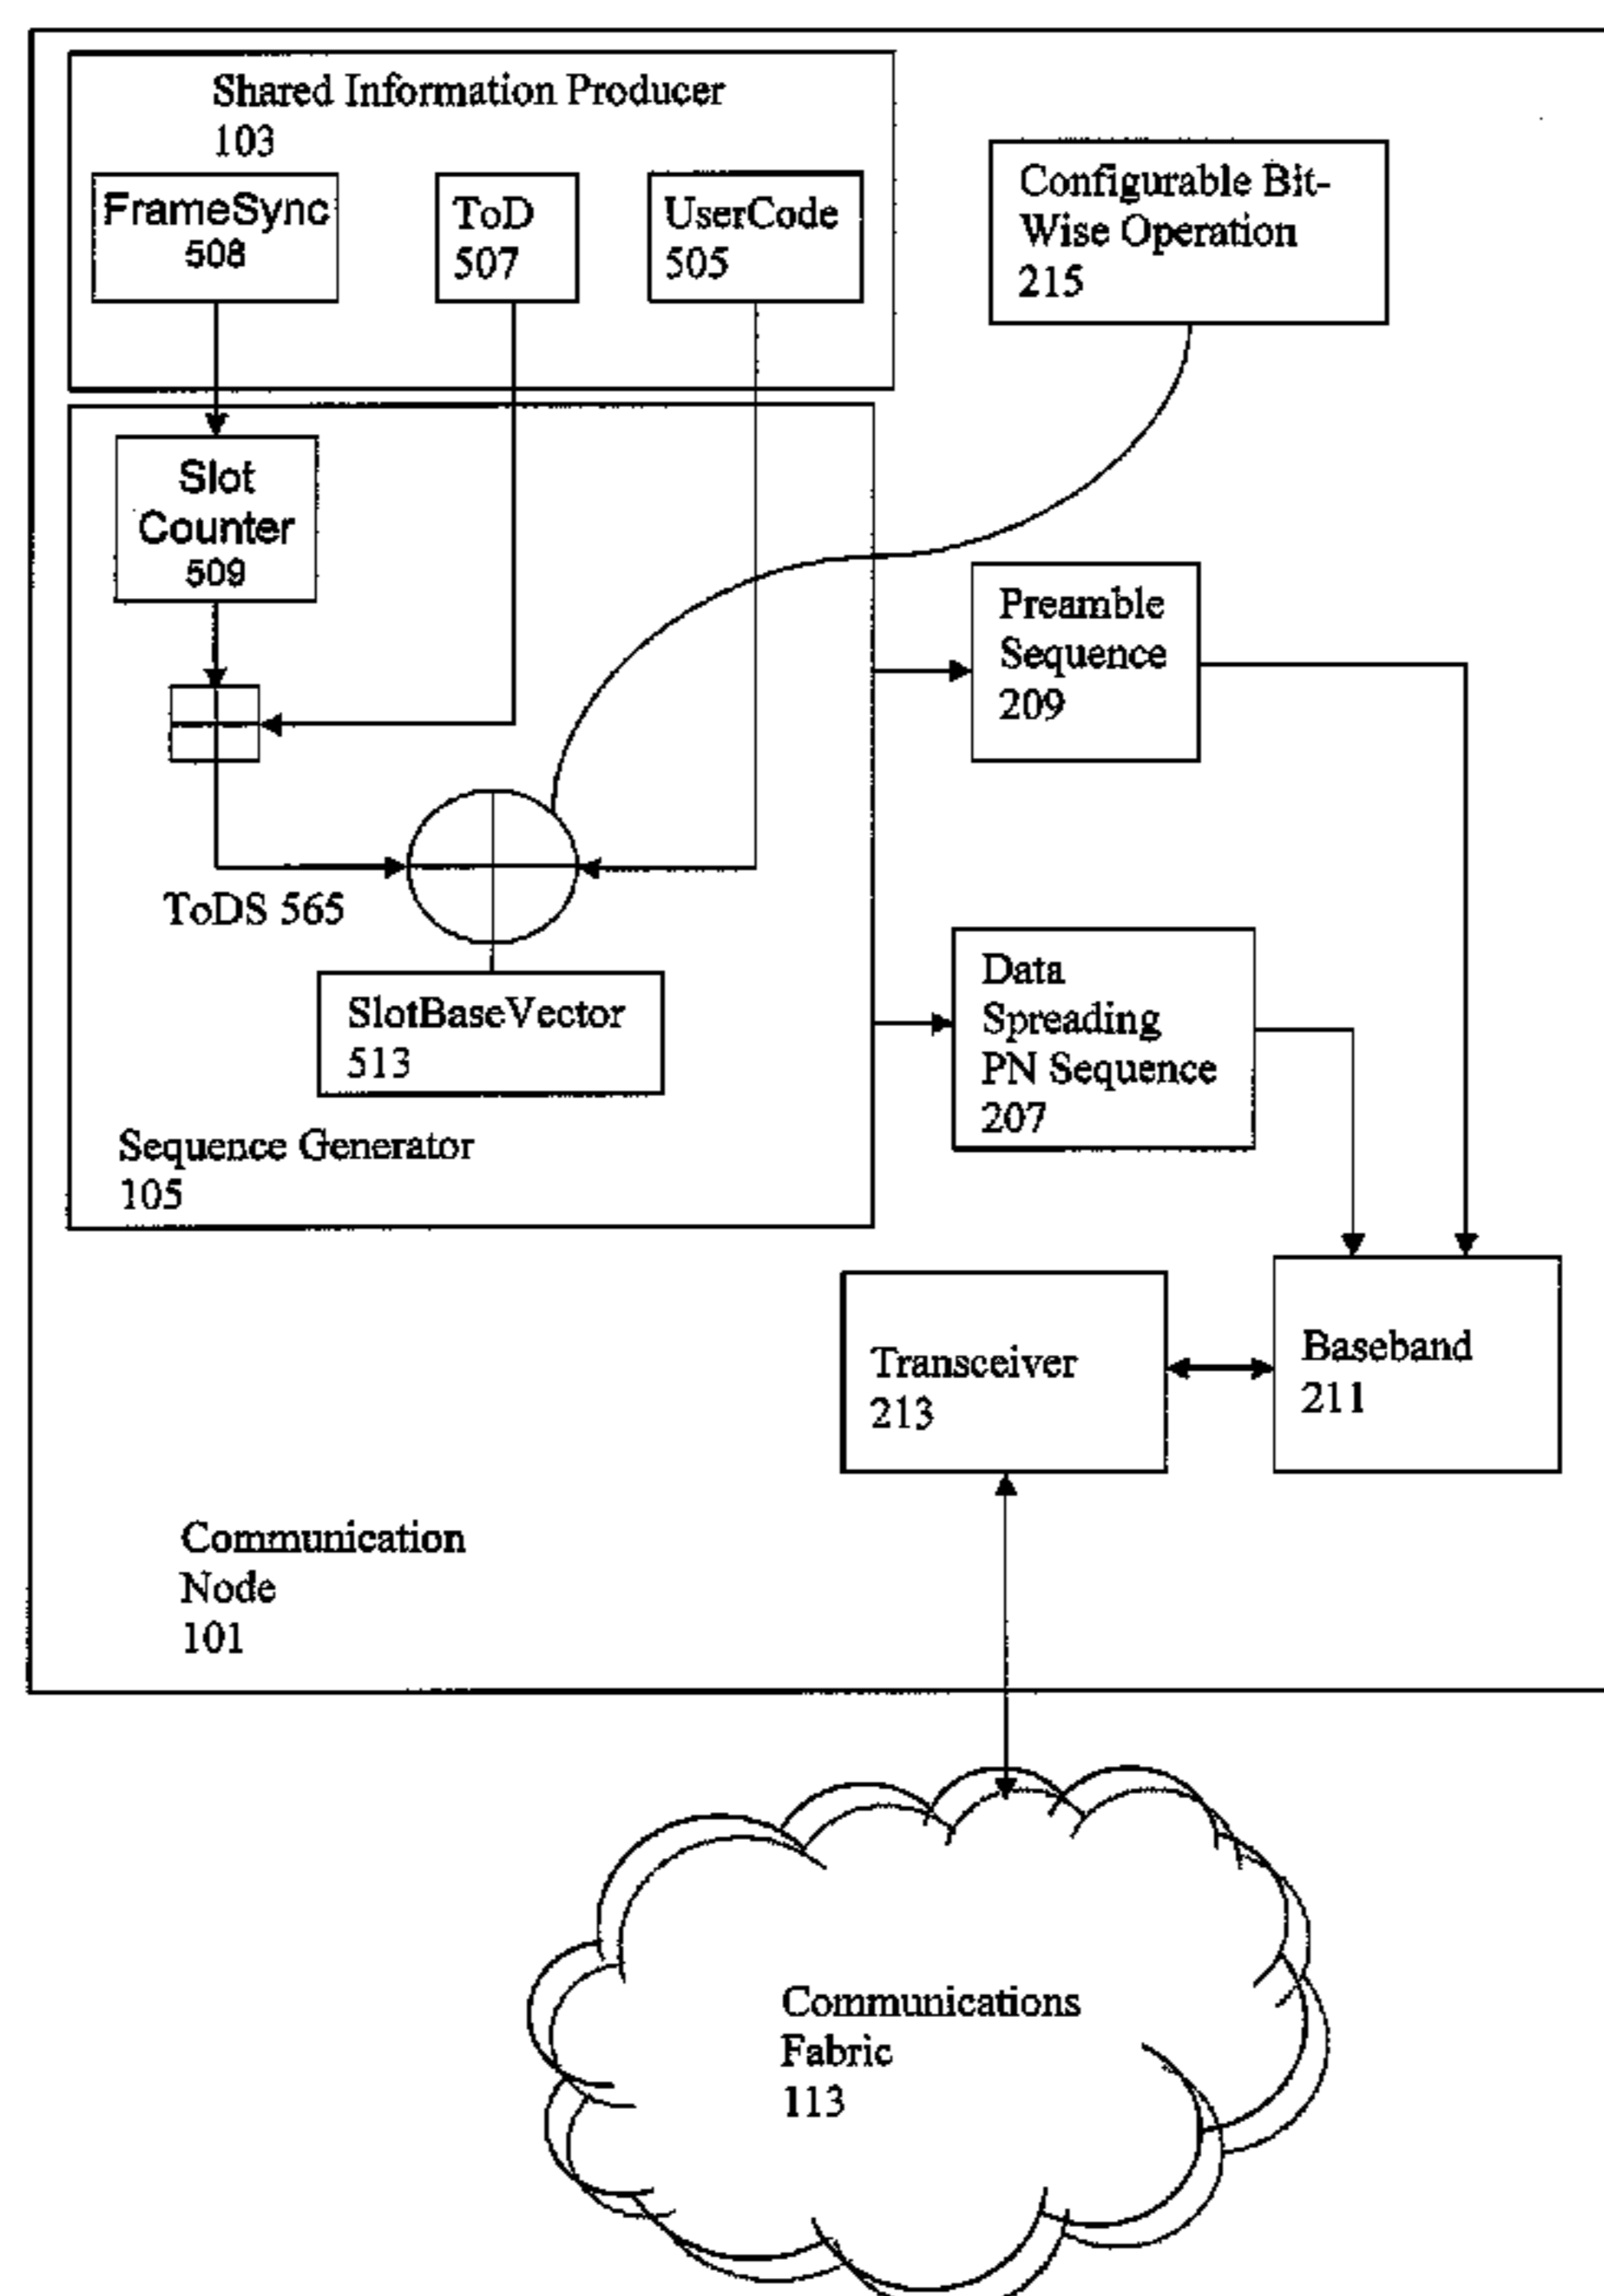 Shared Information Producer
103
FrameSync
508
ToD
507
UserCode
505
Configurable Bit-
Wise Operation
215
Slot
Counter
509
Preamble
Sequence
209
ToDS 565
SlotBaseVector
513
Data
Spreading
PN Sequence
207
Sequence Generator
105
Transceiver
213
Baseband
211
Communication
Node
101
Communications
Fabric
113